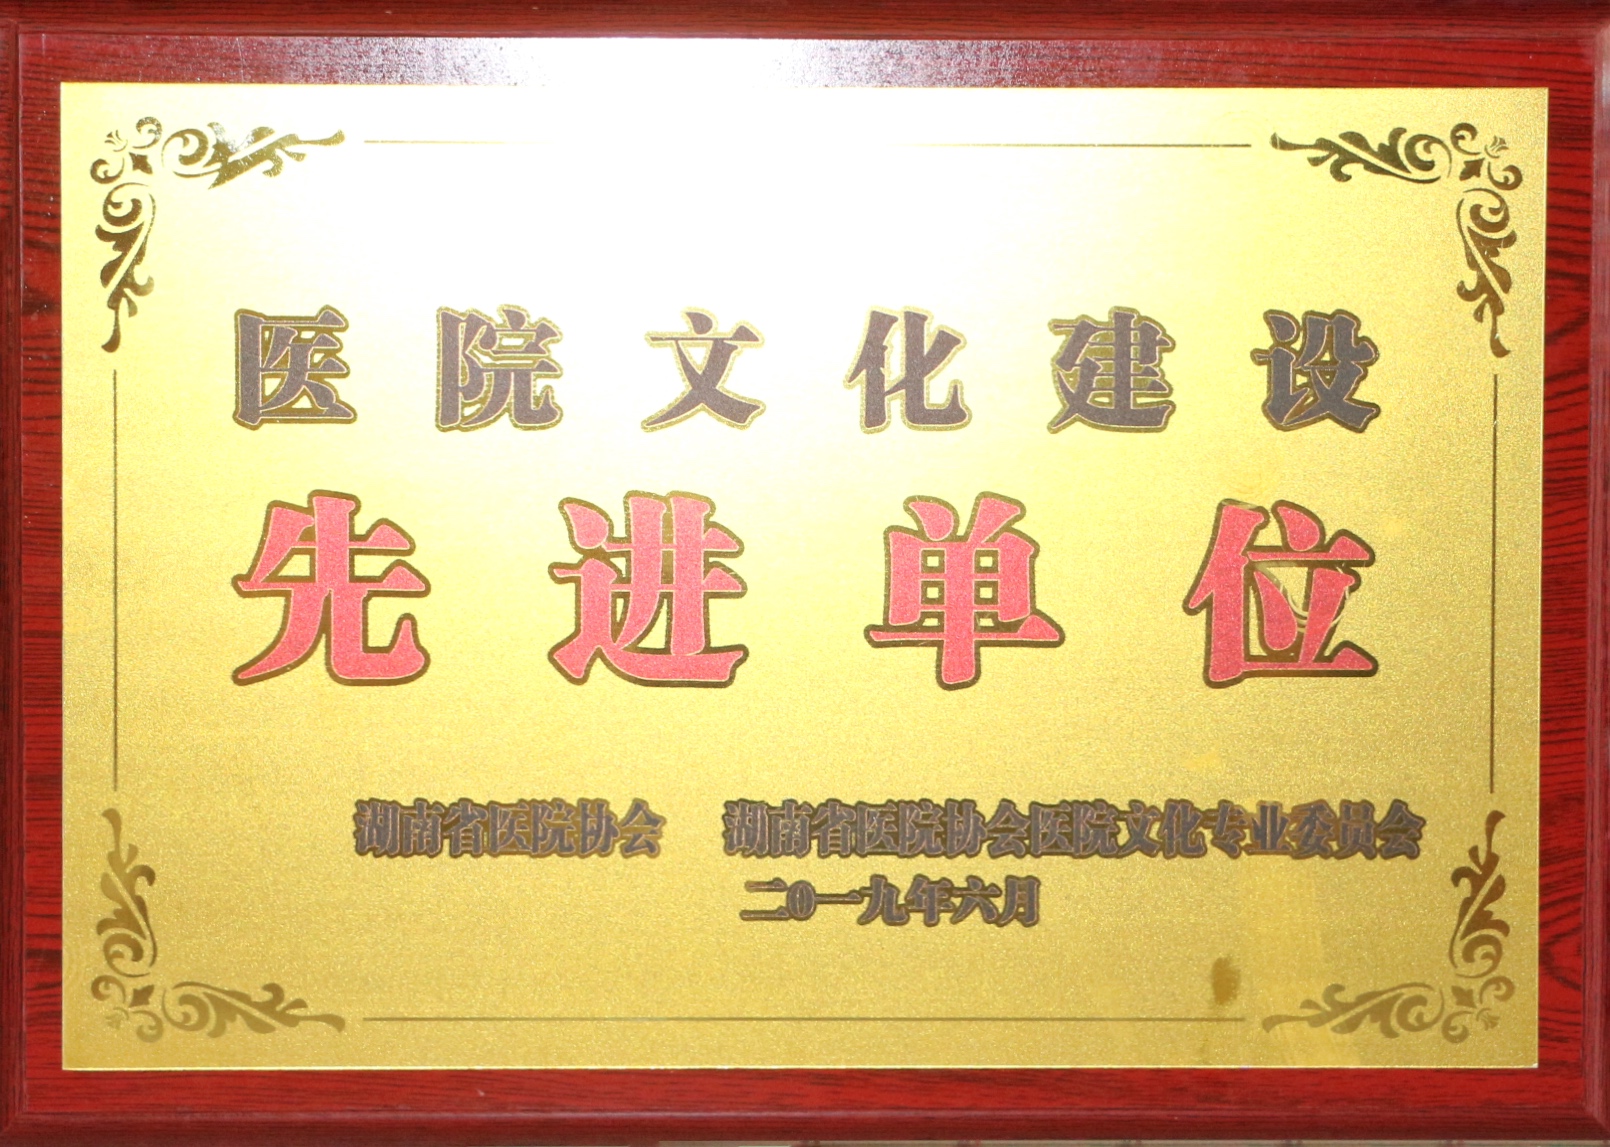 医院文化建设
先进单位
湖南省医院协会 湖南省医院协会医院文化专业委员会
二0一九年六月